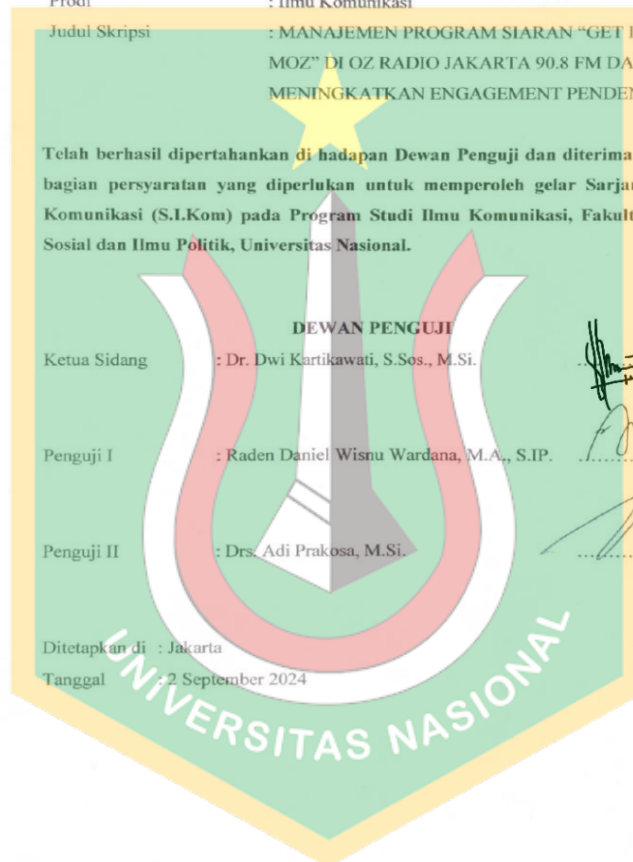 Prodi : Ilmu Komunikasi
Judul Skripsi : MANAJEMEN PROGRAM SIARAN “GET
MOZ” DI OZ RADIO JAKARTA 90.8 FM
MENINGKATKAN ENGAGEMENT
Telah berhasil dipertahankan di hadapan Dewan Penguji dan diterima
bagian persyaratan yang diperlukan untuk memperoleh gelar
Komunikasi (S.I.Kom) pada Program Studi Ilmu Komunikasi,
Sosial dan Ilmu Politik, Universitas Nasional.
DEWAN PENGUJI
Ketua Sidang : Dr. Dwi Kartikawati, S.Sos., M.Si.
Penguji I : Raden Daniel Wisnu Wardana, M.A., S.IP.
Penguji II : Drs. Adi Prakosa, M.Si.
Ditetapkan di : Jakarta
Tanggal : 2 September 2024
UNIVERSITAS NASIONAL